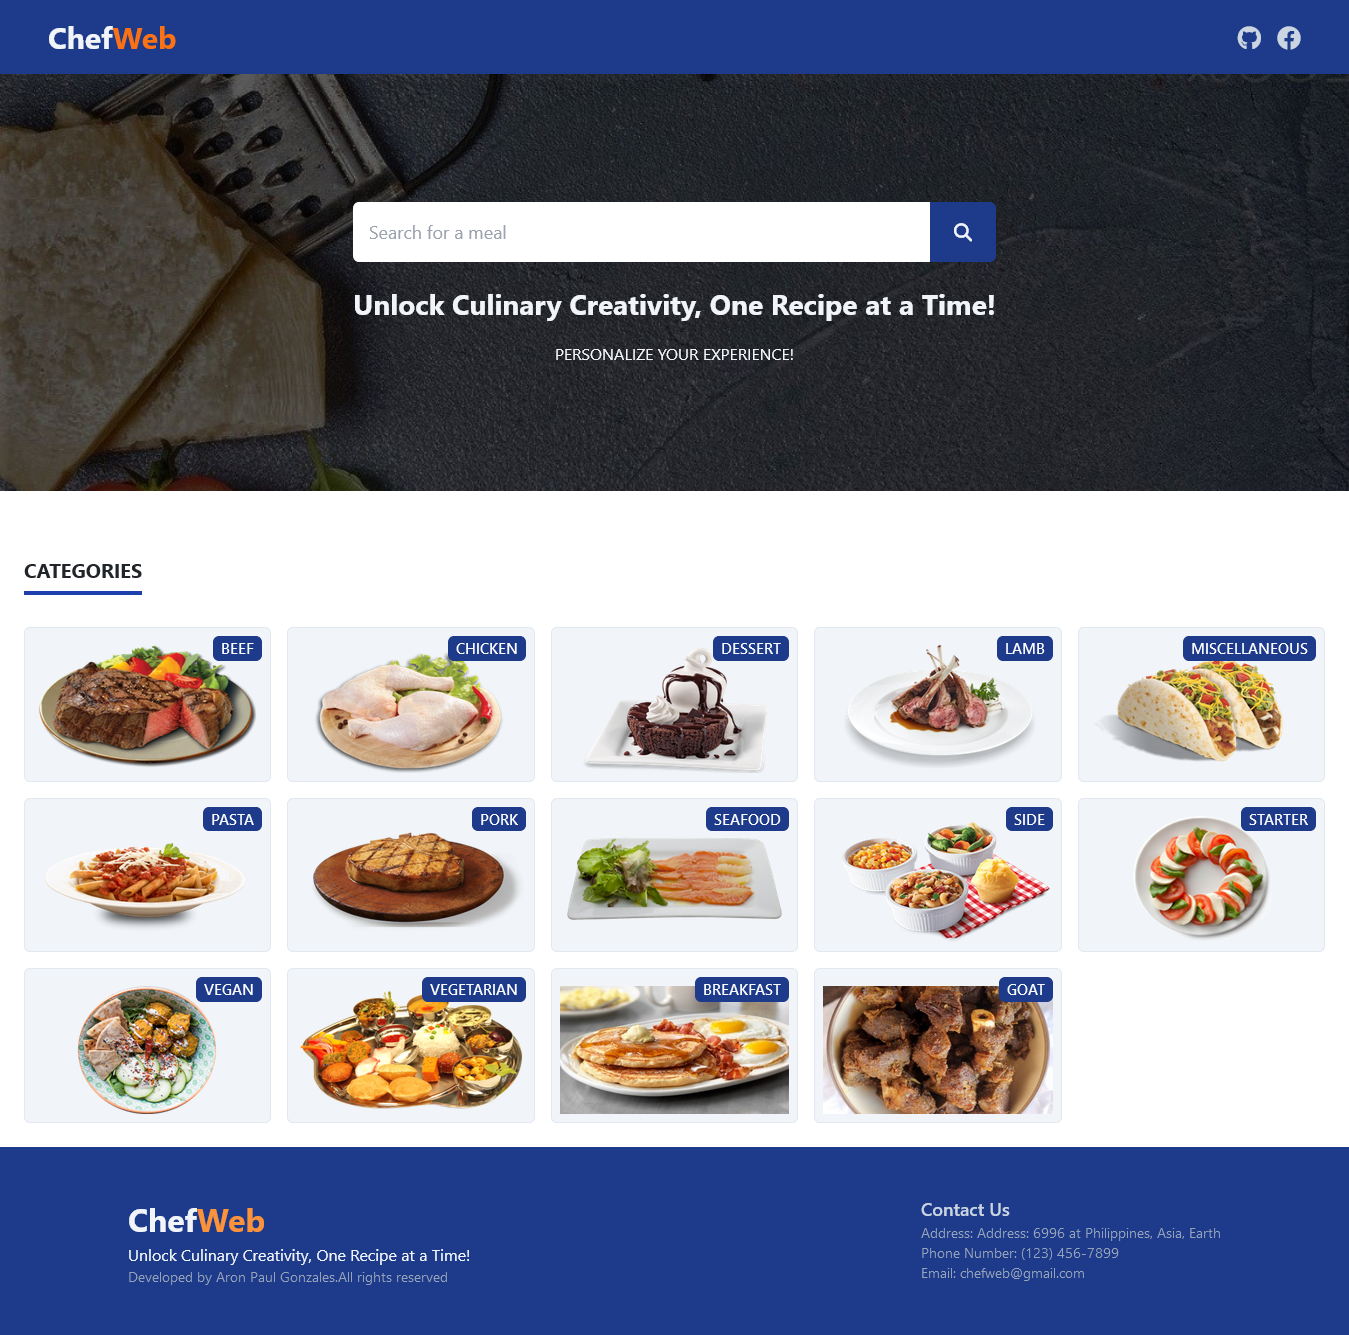 ChefWeb
Search for a meal
Unlock Culinary Creativity, One Recipe at a Time!
PERSONALIZE YOUR EXPERIENCE!
CATEGORIES
BEEF
CHICKEN
DESSERT
LAMB
MISCELLANEOUS
PASTA
PORK
SEAFOOD
SIDE
STARTER
VEGAN
VEGETARIAN
BREAKFAST
GOAT
ChefWeb
Unlock Culinary Creativity, One Recipe at a Time!
Developed by Aron Paul Gonzales.All rights reserved
Contact Us
Address: Address: 6996 at Philippines, Asia, Earth
Phone Number: (123) 456-7899
Email: chefweb@gmail.com